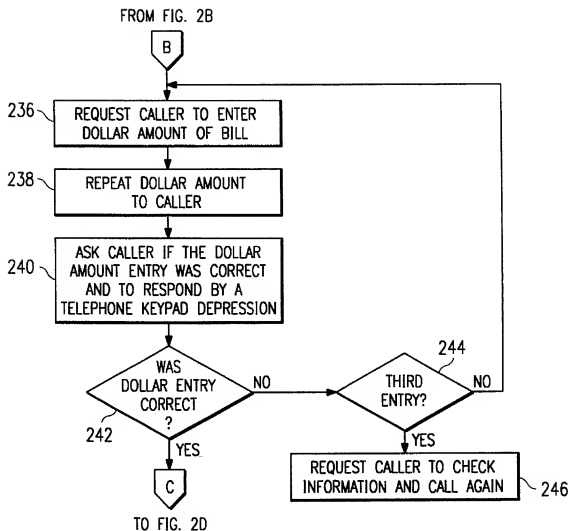 FROM FIG. 2B
B
236
REQUEST CALLER TO ENTER
DOLLAR AMOUNT OF BILL
238
REPEAT DOLLAR AMOUNT
TO CALLER
240
ASK CALLER IF THE DOLLAR
AMOUNT ENTRY WAS CORRECT
AND TO RESPOND BY A
TELEPHONE KEYPAD DEPRESSION
WAS
DOLLAR ENTRY
CORRECT
?
242
NO
YES
244
THIRD
ENTRY?
NO
YES
REQUEST CALLER TO CHECK
INFORMATION AND CALL AGAIN
246
C
TO FIG. 2D